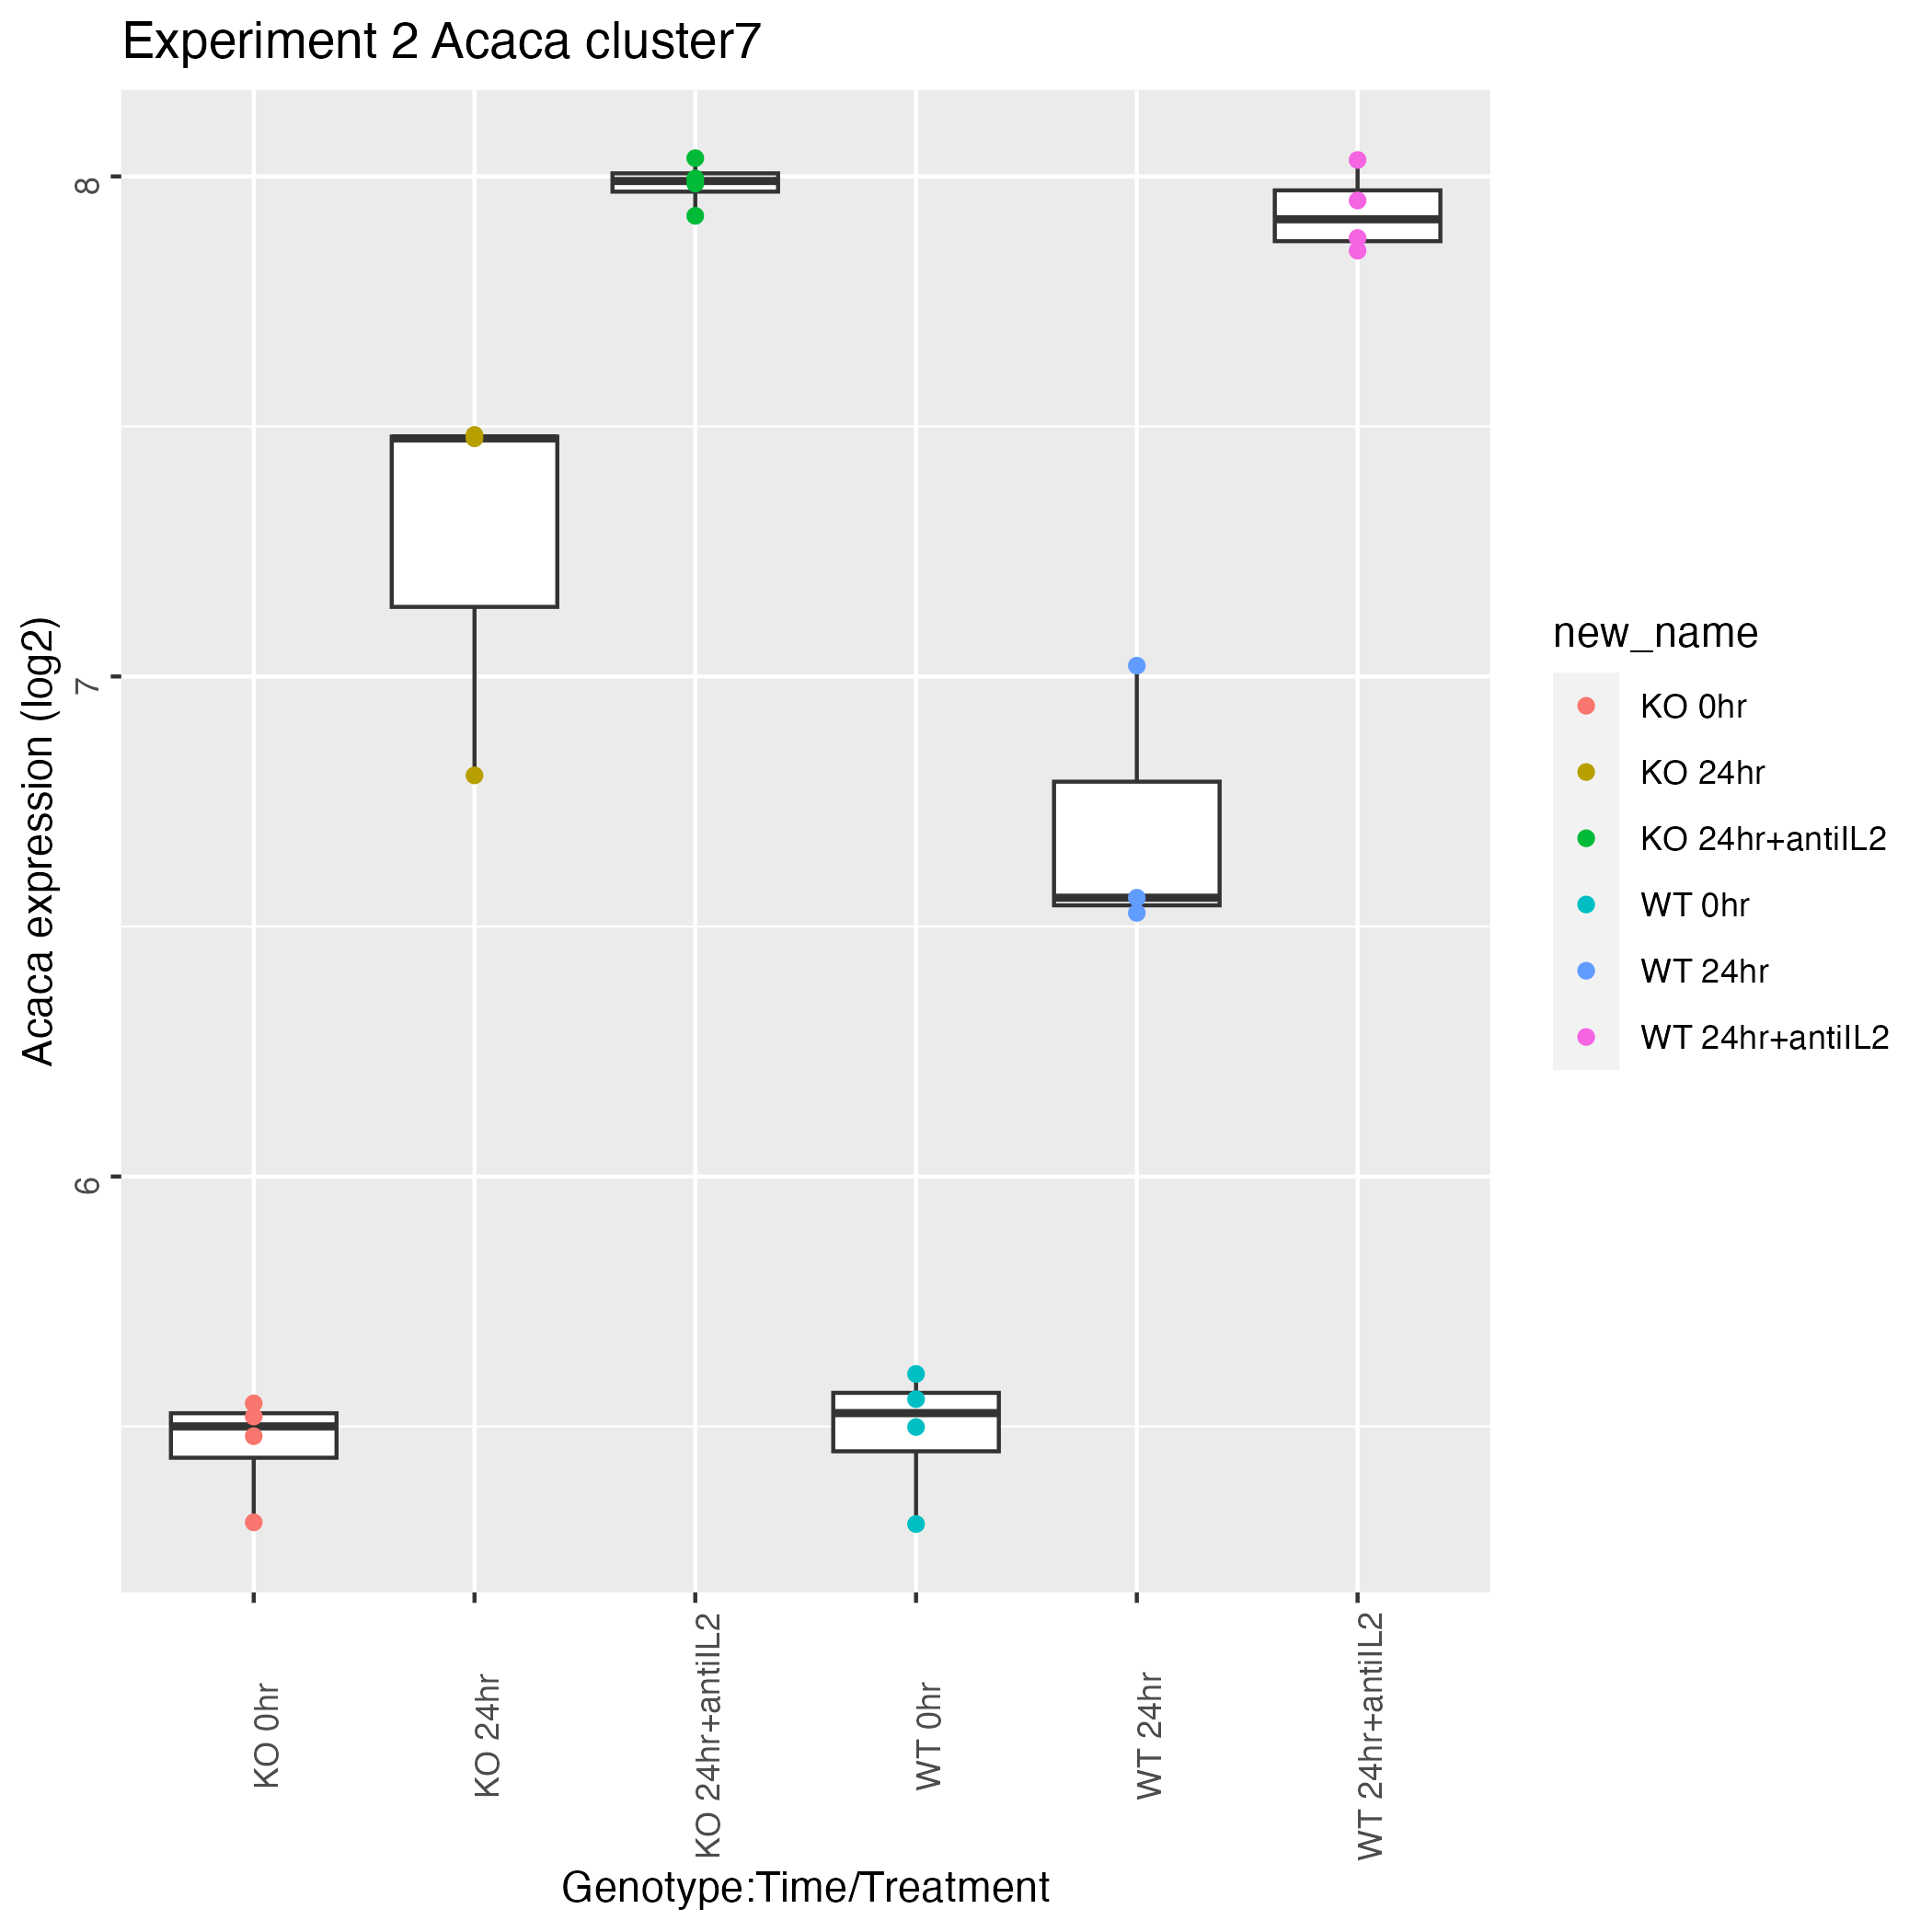 Experiment 2 Acaca cluster7
Acaca expression (log2)
8
7
6
KO 0hr
KO 24hr
KO 24hr+antiIL2
WT 0hr
WT 24hr
WT 24hr+antiIL2
Genotype:Time/Treatment
new_name
KO 0hr
KO 24hr
KO 24hr+antiIL2
WT 0hr
WT 24hr
WT 24hr+antiIL2